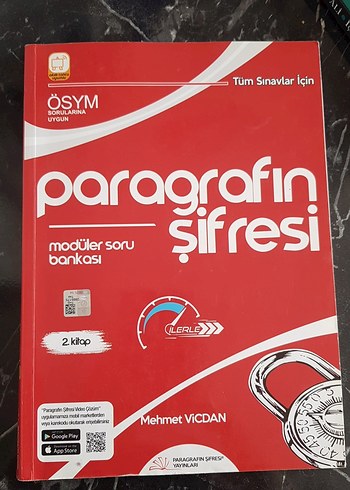 Tüm Sınavlar İçin
ÖSYM
SORULARINA
UYGUN
paragrafın
şifresi
modüler soru
bankası
İLERLE
2. kitap
Mehmet VİCDAN
"Paragrafın Şifresi Video Çözüm"
uygulamamızı mobil marketlerden
veya karekodu okutarak erişebilirsiniz
Google Play
App Store
PARAGRAFIN ŞİFRESİ
YAYINLARI